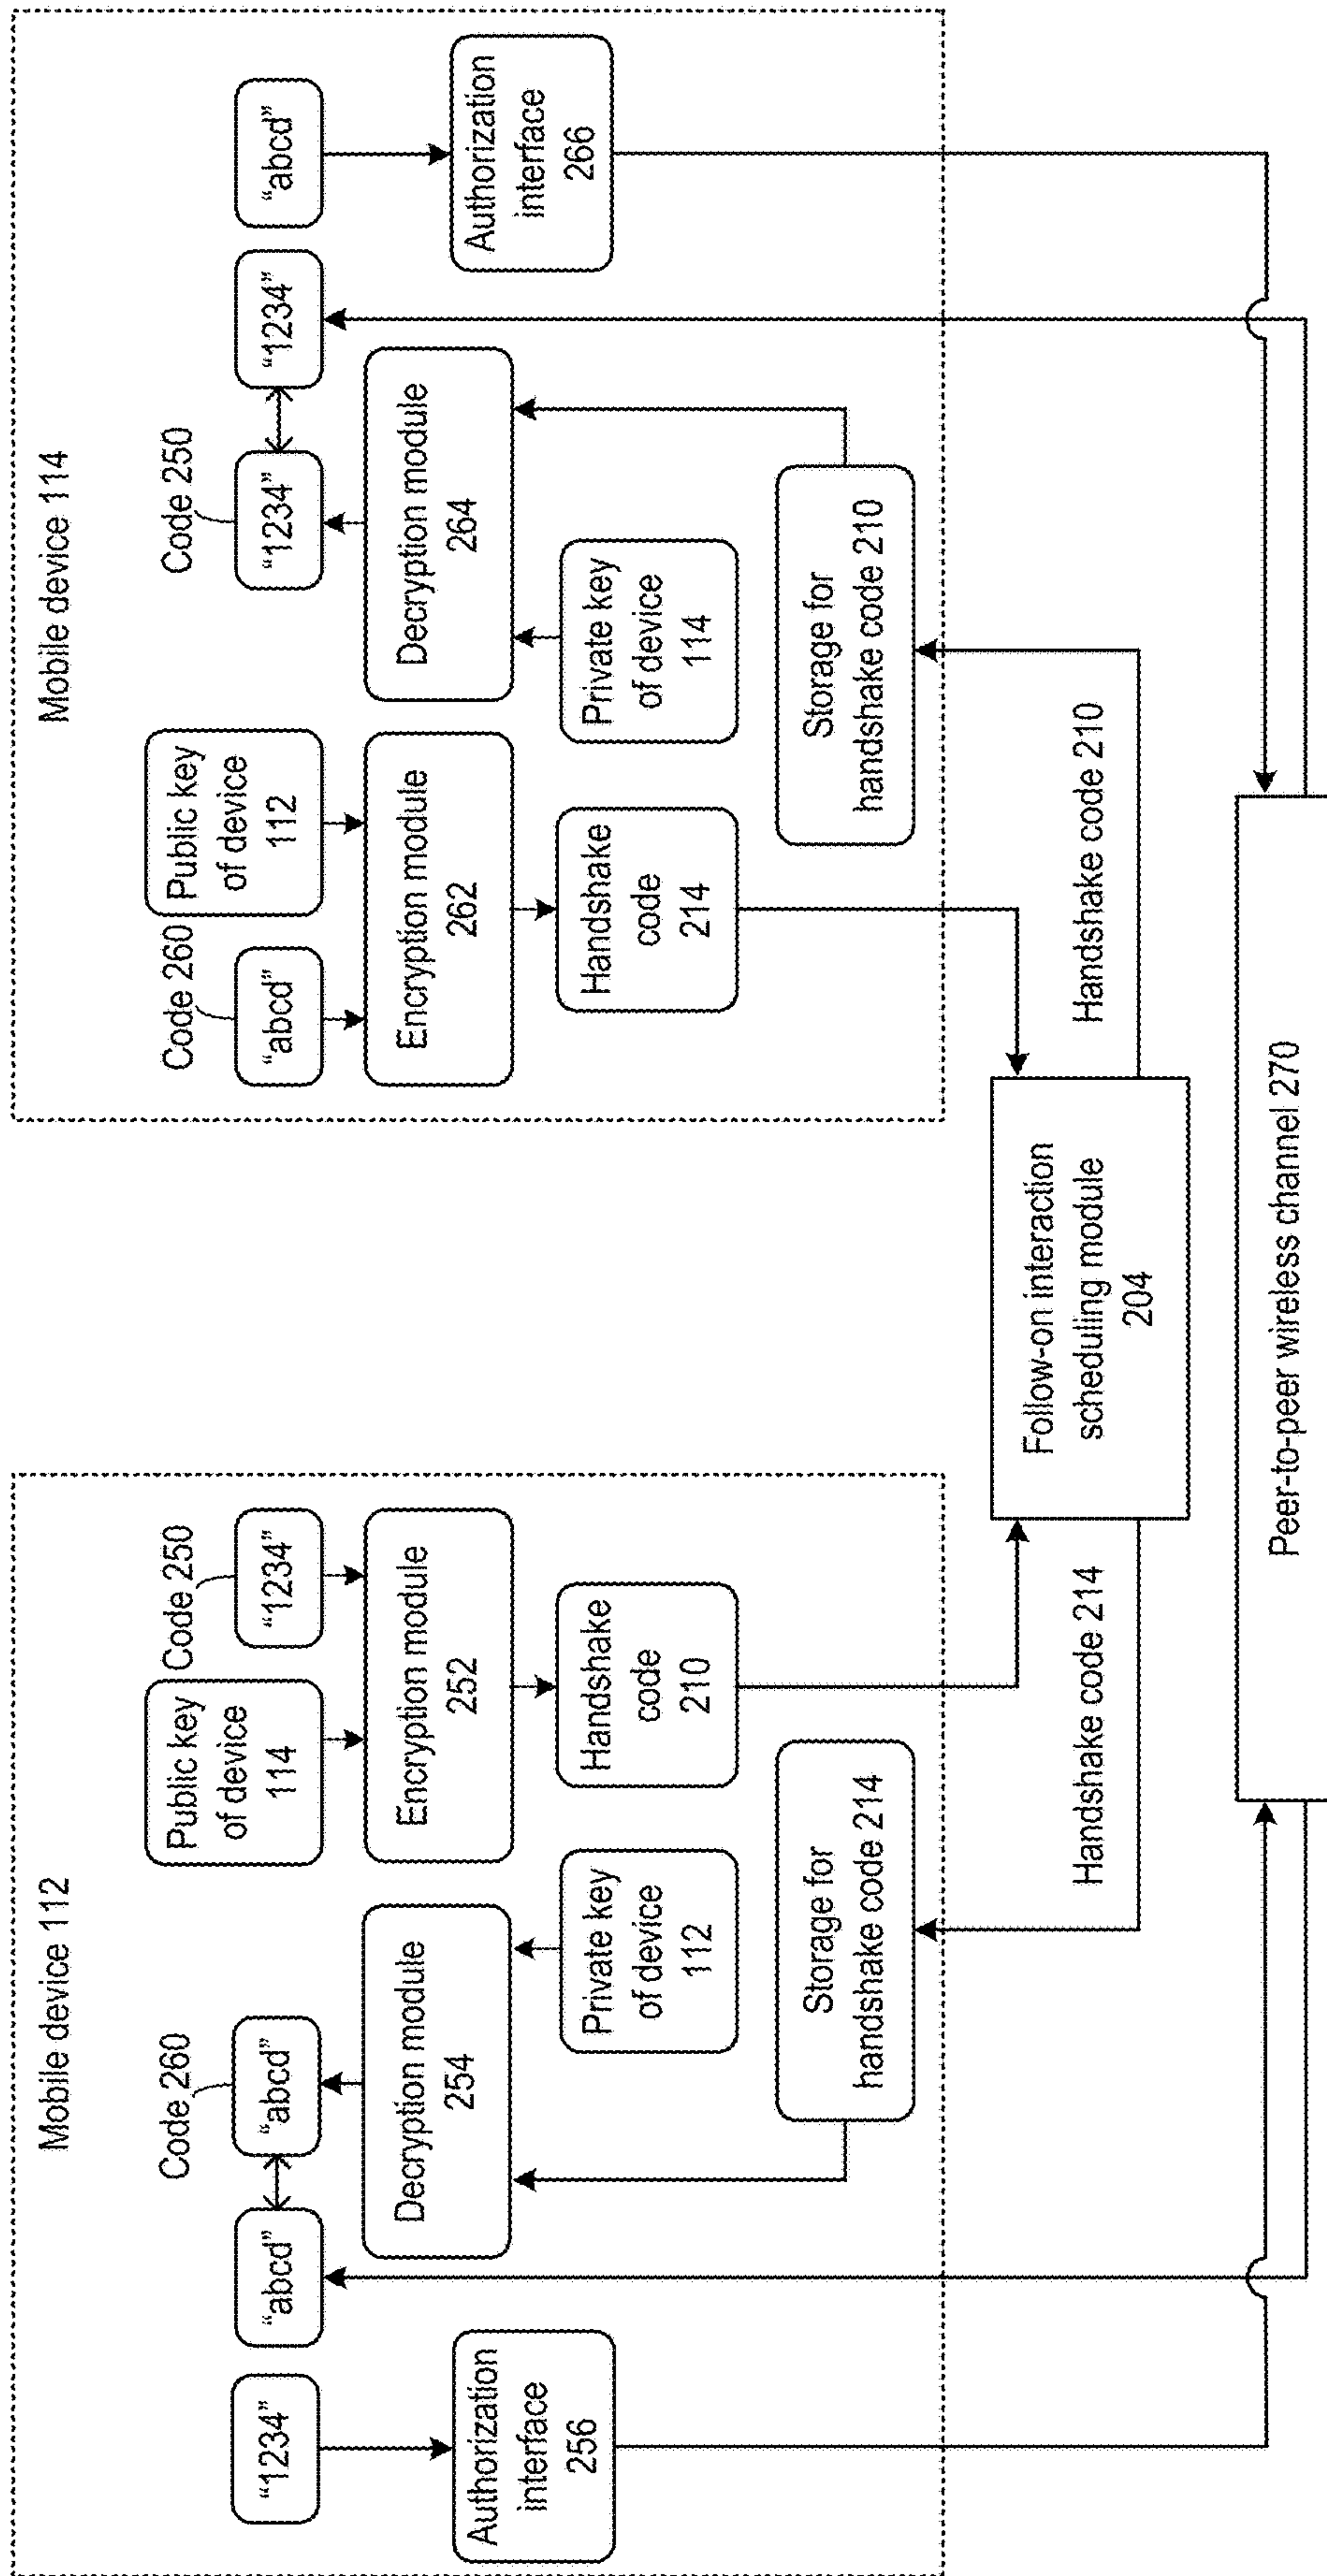 Mobile device 112
Code 260
Code 250
“1234”
“abcd”
“abcd”
Public key
of device
114
“1234”
Authorization
interface
256
Decryption module
254
Encryption module
252
Private key
of device
112
Handshake
code
210
Storage for
handshake code 214
Handshake code 214
Mobile device 114
Code 260
Code 250
“abcd”
Public key
of device
112
“1234”
“1234”
“abcd”
Encryption module
262
Decryption module
264
Authorization
interface
266
Handshake
code
214
Private key
of device
114
Storage for
handshake code 210
Handshake code 210
Follow-on interaction
scheduling module
204
Peer-to-peer wireless channel 270